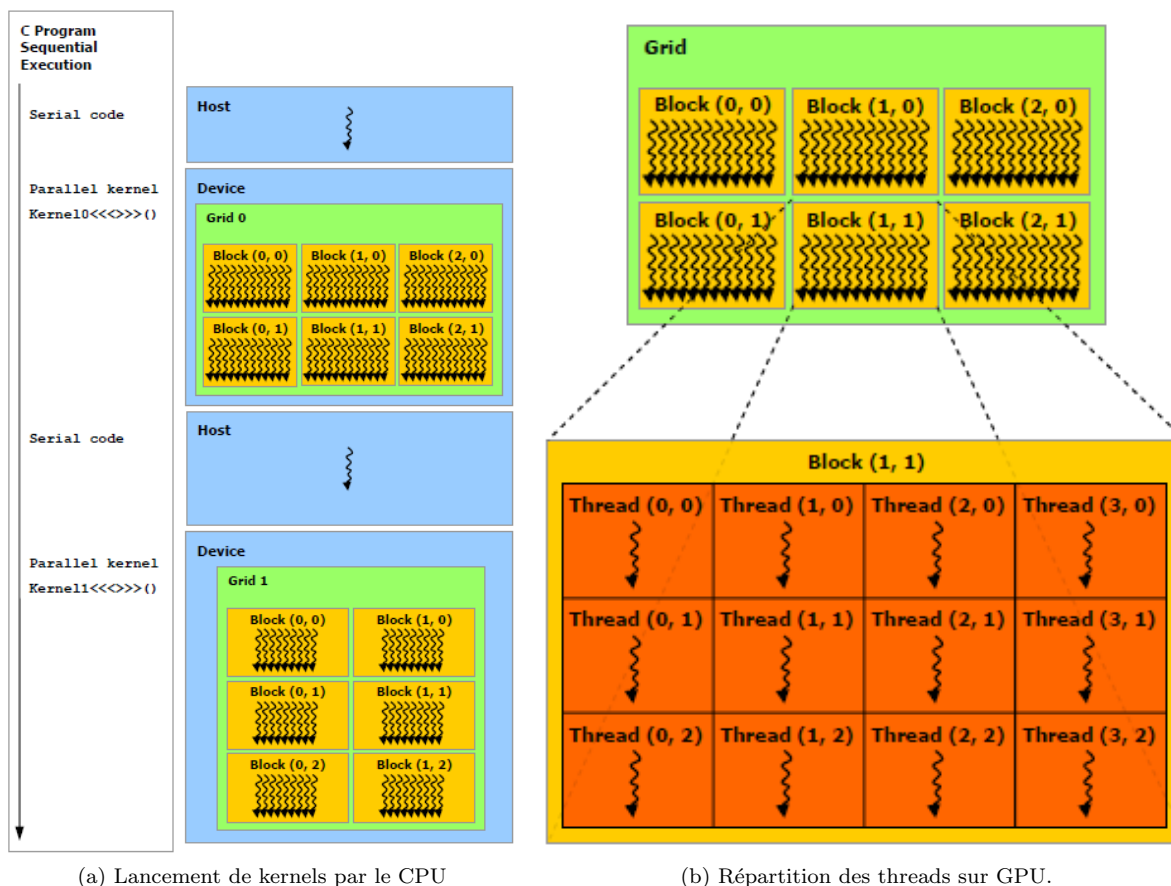 C Program
Sequential
Execution
Serial code
Host
Parallel kernel
Kernel0<<<>>>()
Device
Grid 0
Block (0, 0) Block (1, 0) Block (2, 0)
Block (0, 1) Block (1, 1) Block (2, 1)
Serial code
Host
Parallel kernel
Kernel1<<<>>>()
Device
Grid 1
Block (0, 0) Block (1, 0)
Block (0, 1) Block (1, 1)
Block (0, 2) Block (1, 2)
(a) Lancement de kernels par le CPU
Grid
Block (0, 0) Block (1, 0) Block (2, 0)
Block (0, 1) Block (1, 1) Block (2, 1)
Block (1, 1)
Thread (0, 0) Thread (1, 0) Thread (2, 0) Thread (3, 0)
Thread (0, 1) Thread (1, 1) Thread (2, 1) Thread (3, 1)
Thread (0, 2) Thread (1, 2) Thread (2, 2) Thread (3, 2)
(b) Répartition des threads sur GPU.